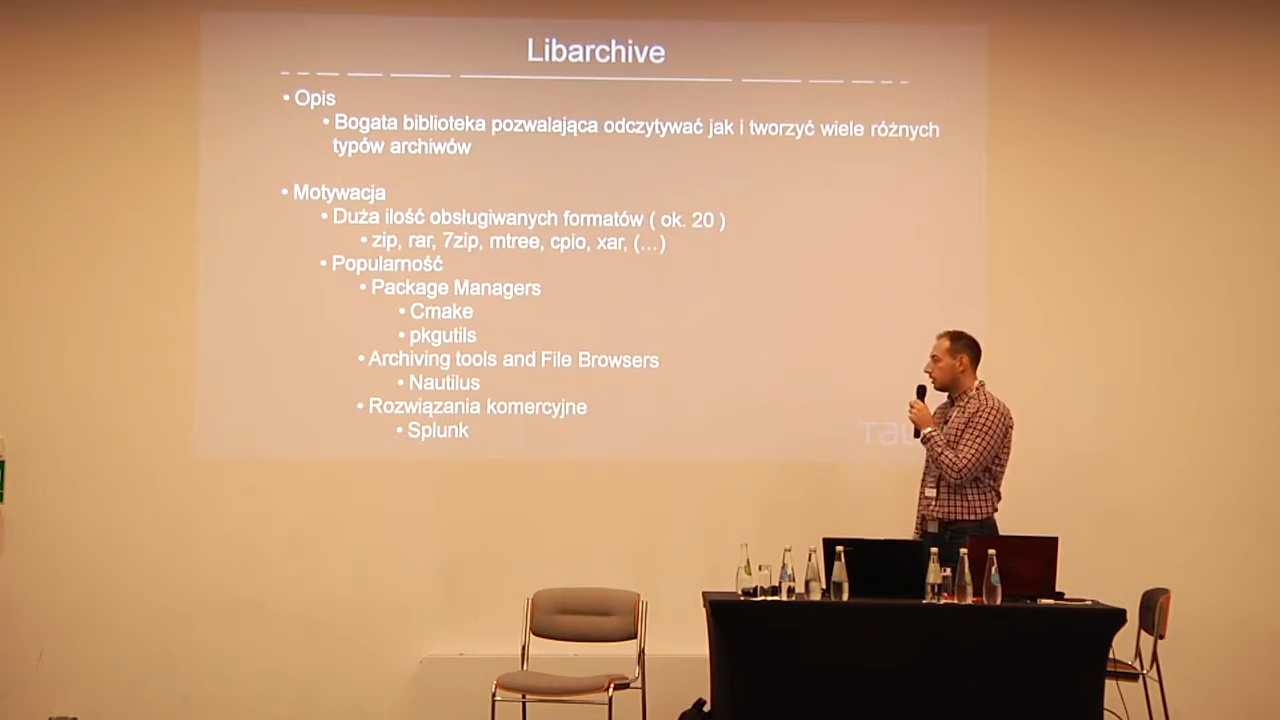 Libarchive
• Opis
• Bogata biblioteka pozwalająca odczytywać jak i tworzyć wiele różnych
typów archiwów
• Motywacja
• Duża ilość obsługiwanych formatów ( ok. 20 )
• zip, rar, 7zip, mtree, cpio, xar, (...)
• Popularność
• Package Managers
• Cmake
• pkgutils
• Archiving tools and File Browsers
• Nautilus
• Rozwiązania komercyjne
• Splunk